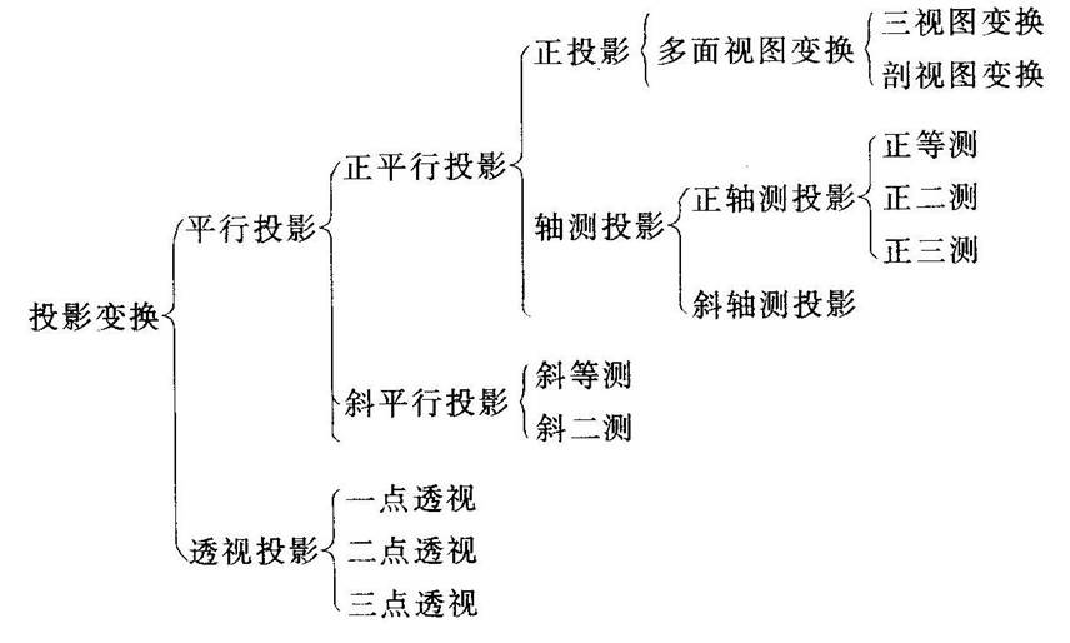 三视图变换
正投影 多面视图变换
剖视图变换
正等测
正平行投影
正轴测投影 正二测
平行投影 轴测投影
正三测
斜轴测投影
投影变换
斜等测
斜平行投影
斜二测
一点透视
透视投影 二点透视
三点透视